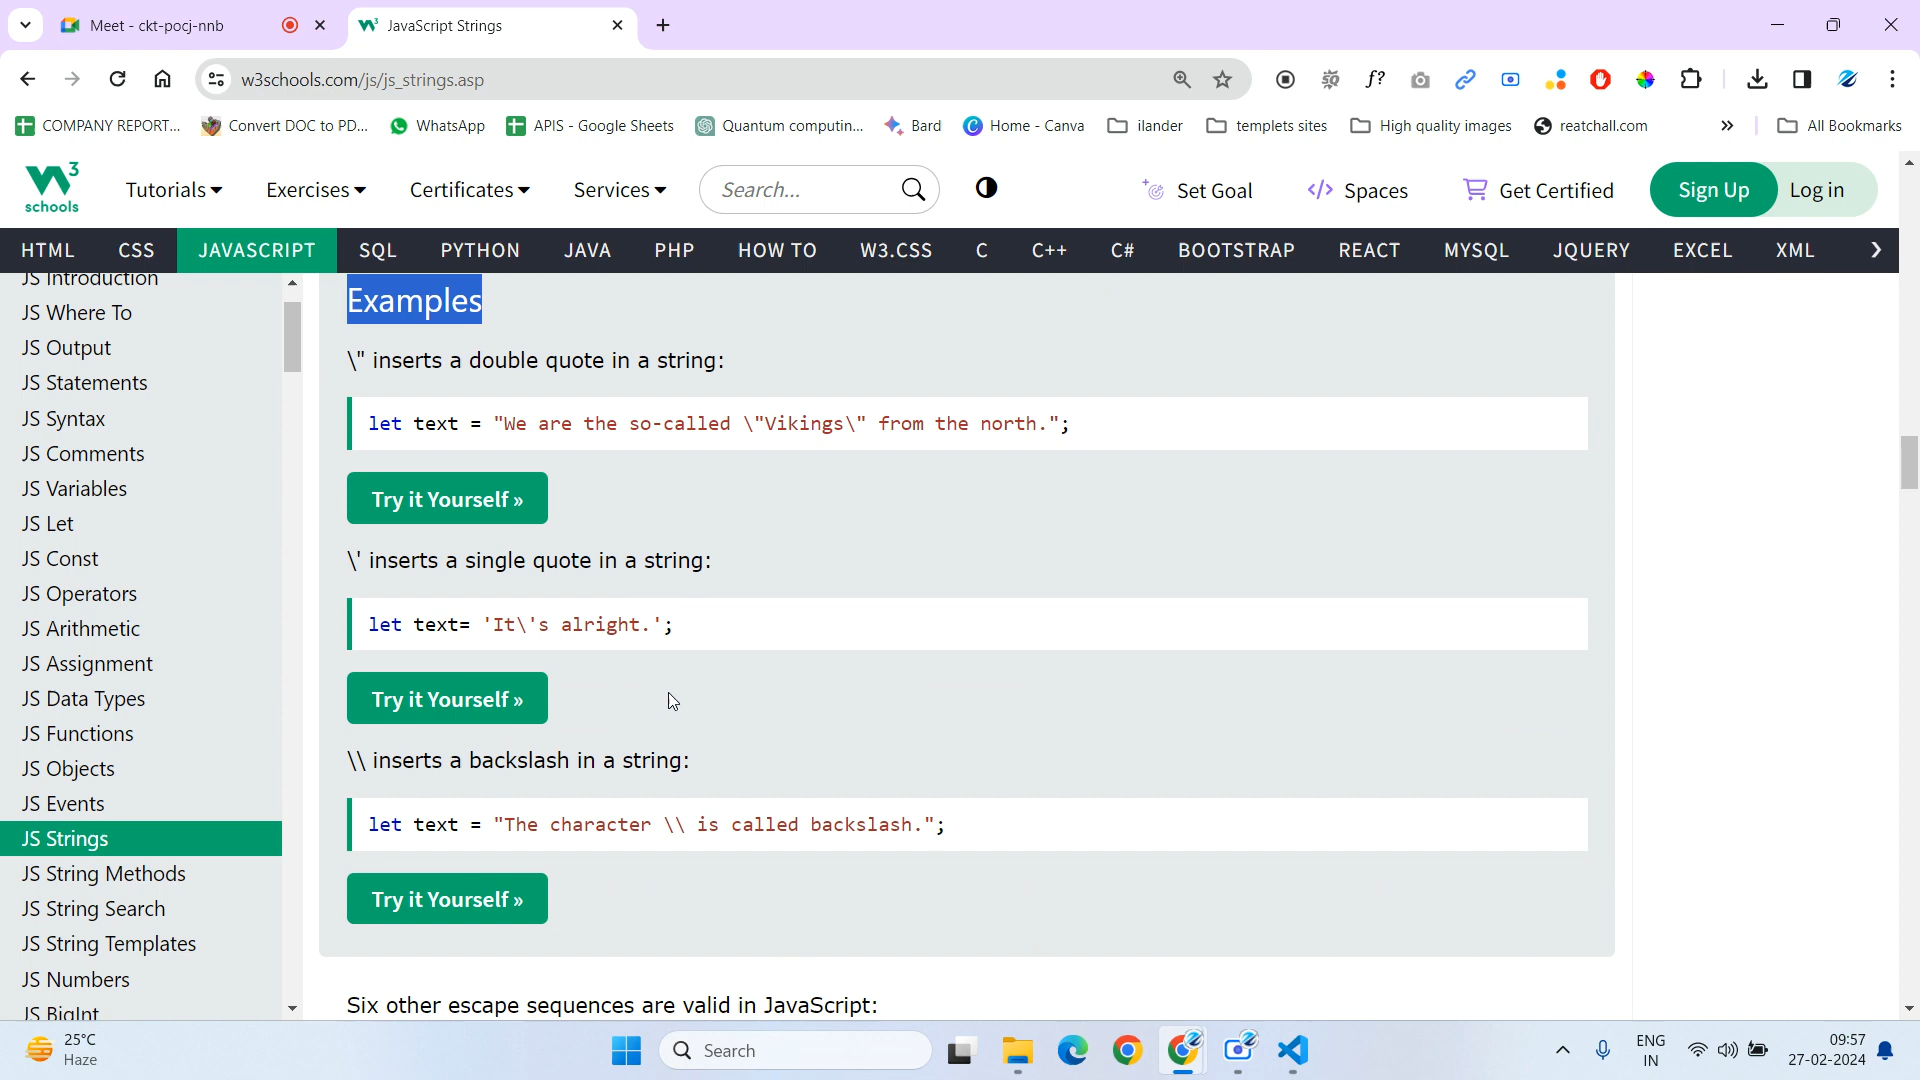 Meet - ckt-pocj-nnb
JavaScript Strings
w3schools.com/js/js_strings.asp
f?
COMPANY REPORT...
Convert DOC to PD...
WhatsApp
APIS - Google Sheets
Quantum computin...
Bard
Home - Canva
ilander
templets sites
High quality images
reatchall.com
»
All Bookmarks
W3 schools
Tutorials
Exercises
Certificates
Services
Search...
Set Goal
Spaces
Get Certified
Sign Up
Log in
HTML CSS JAVASCRIPT SQL PYTHON JAVA PHP HOW TO W3.CSS C C++ C# BOOTSTRAP REACT MYSQL JQUERY EXCEL XML ❯
JS Introduction
JS Where To
JS Output
JS Statements
JS Syntax
JS Comments
JS Variables
JS Let
JS Const
JS Operators
JS Arithmetic
JS Assignment
JS Data Types
JS Functions
JS Objects
JS Events
JS Strings
JS String Methods
JS String Search
JS String Templates
JS Numbers
JS BigInt
Examples
\" inserts a double quote in a string:
let text = "We are the so-called \"Vikings\" from the north.";
Try it Yourself »
\' inserts a single quote in a string:
let text= 'It\'s alright.';
Try it Yourself »
\\ inserts a backslash in a string:
let text = "The character \\ is called backslash.";
Try it Yourself »
Six other escape sequences are valid in JavaScript:
25°C
Haze
Search
ENG
IN
09:57
27-02-2024